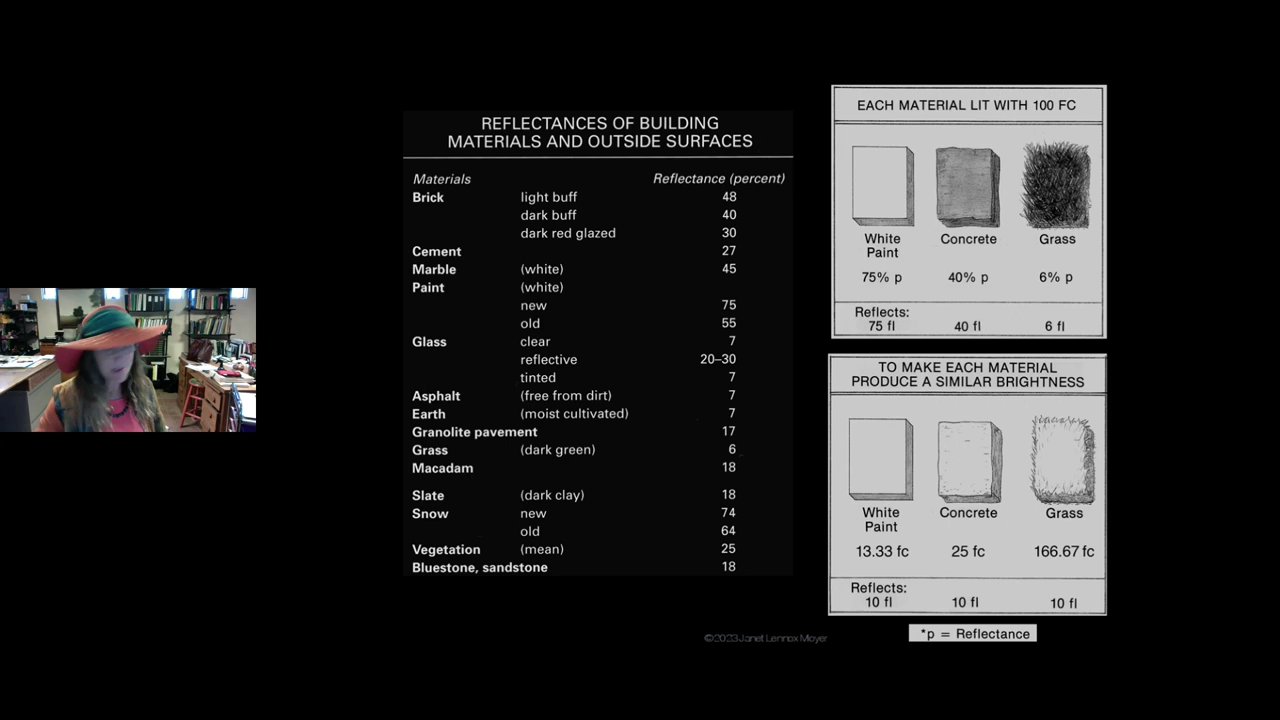 REFLECTANCES OF BUILDING
MATERIALS AND OUTSIDE SURFACES
Materials Reflectance (percent)
Brick light buff 48
dark buff 40
dark red glazed 30
Cement 27
Marble (white) 45
Paint (white)
new 75
old 55
Glass clear 7
reflective 20–30
tinted 7
Asphalt (free from dirt) 7
Earth (moist cultivated) 7
Granolite pavement 17
Grass (dark green) 6
Macadam 18
Slate (dark clay) 18
Snow new 74
old 64
Vegetation (mean) 25
Bluestone, sandstone 18
EACH MATERIAL LIT WITH 100 FC
White Concrete Grass
Paint
75% p 40% p 6% p
Reflects:
75 fl 40 fl 6 fl
TO MAKE EACH MATERIAL
PRODUCE A SIMILAR BRIGHTNESS
White Concrete Grass
Paint
13.33 fc 25 fc 166.67 fc
Reflects:
10 fl 10 fl 10 fl
*p = Reflectance
©2023 Janet Lennox Moyer